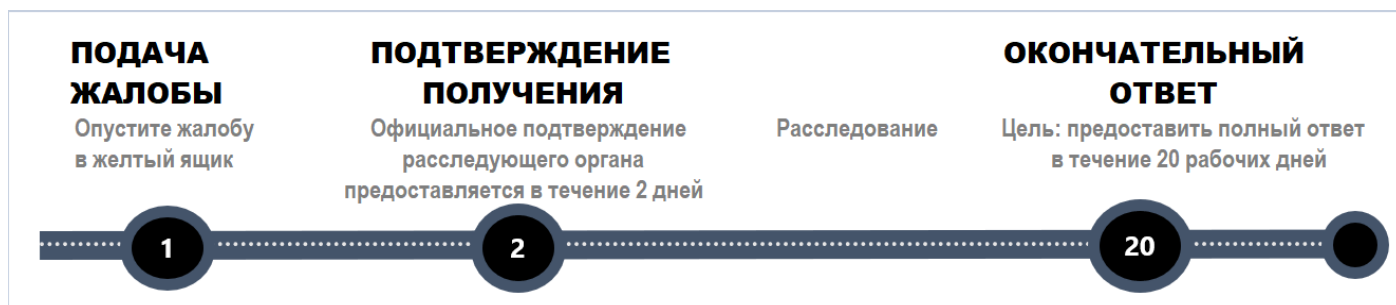 ПОДАЧА
ЖАЛОБЫ
Опустите жалобу
в желтый ящик
ПОДТВЕРЖДЕНИЕ
ПОЛУЧЕНИЯ
Официальное подтверждение
расследующего органа
предоставляется в течение 2 дней
Расследование
ОКОНЧАТЕЛЬНЫЙ
ОТВЕТ
Цель: предоставить полный ответ
в течение 20 рабочих дней
1
2
20